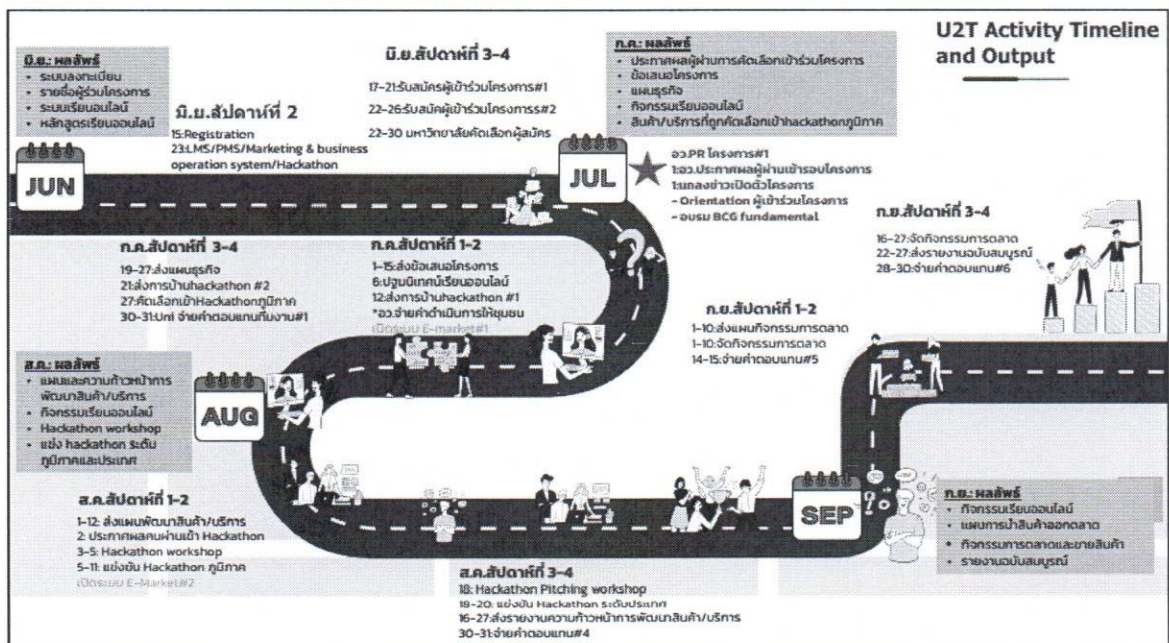 U2T Activity Timeline
and Output
มิ.ย.: ผลลัพธ์
• ระบบลงทะเบียน
• รายชื่อผู้ร่วมโครงการ
• ระบบเรียนออนไลน์
• หลักสูตรเรียนออนไลน์
JUN
มิ.ย.สัปดาห์ที่ 2
15:Registration
23:LMS/PMS/Marketing & business
operation system/Hackathon
มิ.ย.สัปดาห์ที่ 3-4
17-21:รับสมัครผู้เข้าร่วมโครงการ#1
22-26:รับสมัคผู้เข้าร่วมโครงการร#2
22-30 มหาวิทยาลัยคัดเลือกผู้สมัคร
ก.ค.: ผลลัพธ์
• ประกาศผลผู้ผ่านการคัดเลือกเข้าร่วมโครงการ
• ข้อเสนอโครงการ
• แผนธุรกิจ
• กิจกรรมเรียนออนไลน์
• สินค้า/บริการที่ถูกคัดเลือกเข้าhackathonภูมิภาค
JUL
อว.PR โครงการ#1
1:อว.ประกาศผลผู้ผ่านเข้ารอบโครงการ
1:แถลงข่าวเปิดตัวโครงการ
- Orientation ผู้เข้าร่วมโครงการ
- อบรม BCG fundamental
ก.ค.สัปดาห์ที่ 1-2
1-15:ส่งข้อเสนอโครงการ
6:ปฐมนิเทศน์เรียนออนไลน์
12:ส่งการบ้านhackathon #1
*อว.จ่ายค่าดำเนินการให้ชุมชน
เปิดระบบ E-market#1
ก.ค.สัปดาห์ที่ 3-4
19-27:ส่งแผนธุรกิจ
21:ส่งการบ้านhackathon #2
27:คัดเลือกเข้าHackathonภูมิภาค
30-31:Uni จ่ายค่าตอบแทนทีมงาน#1
ส.ค.: ผลลัพธ์
• แผนและความก้าวหน้าการ
พัฒนาสินค้า/บริการ
• กิจกรรมเรียนออนไลน์
• Hackathon workshop
• แข่ง hackathon ระดับ
ภูมิภาคและประเทศ
AUG
ส.ค.สัปดาห์ที่ 1-2
1-12: ส่งแผนพัฒนาสินค้า/บริการ
2: ประกาศผลคนผ่านเข้า Hackathon
3-5: Hackathon workshop
5-11: แข่งขัน Hackathon ภูมิภาค
เปิดระบบ E-Market#2
ส.ค.สัปดาห์ที่ 3-4
18: Hackathon Pitching workshop
19-20: แข่งขัน Hackathon ระดับประเทศ
16-27:ส่งรายงานความก้าวหน้าการพัฒนาสินค้า/บริการ
30-31:จ่ายค่าตอบแทน#4
SEP
ก.ย.สัปดาห์ที่ 1-2
1-10:ส่งแผนกิจกรรมการตลาด
1-10:จัดกิจกรรมการตลาด
14-15:จ่ายค่าตอบแทน#5
ก.ย.สัปดาห์ที่ 3-4
16-27:จัดกิจกรรมการตลาด
22-27:ส่งรายงานฉบับสมบูรณ์
28-30:จ่ายค่าตอบแทน#6
ก.ย.: ผลลัพธ์
• กิจกรรมเรียนออนไลน์
• แผนการนำสินค้าออกตลาด
• กิจกรรมการตลาดและขายสินค้า
• รายงานฉบับสมบูรณ์